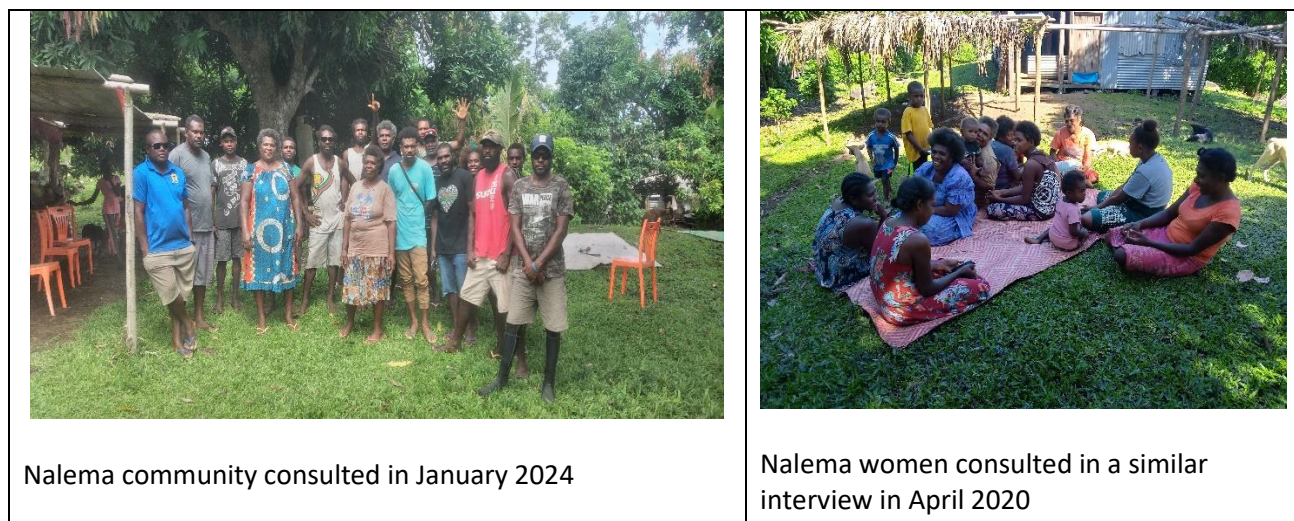 Nalema community consulted in January 2024
Nalema women consulted in a similar
interview in April 2020